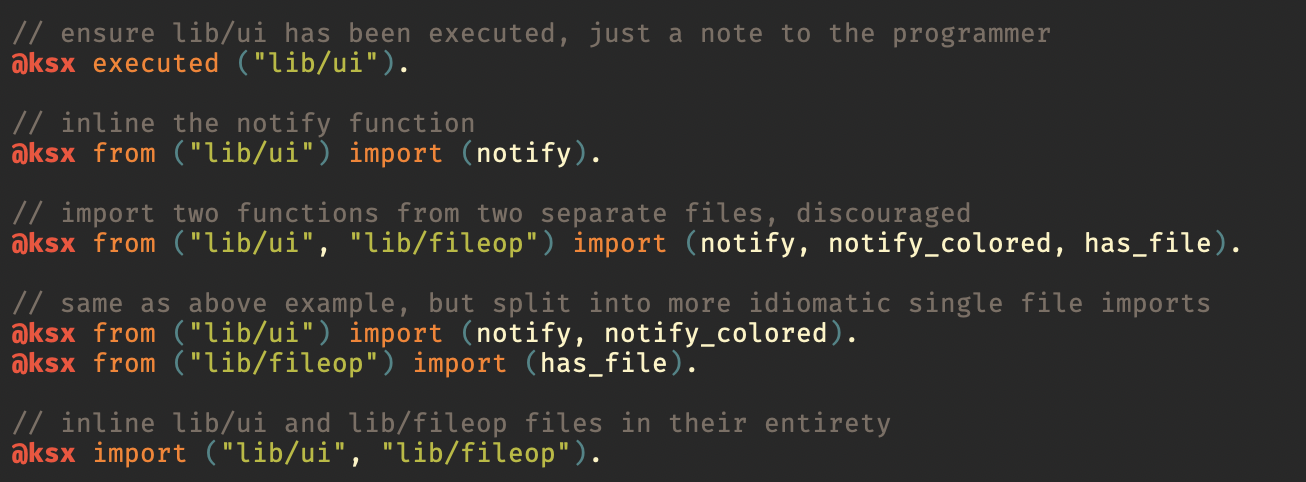 // ensure lib/ui has been executed, just a note to the programmer
@ksx executed ("lib/ui").
// inline the notify function
@ksx from ("lib/ui") import (notify).
// import two functions from two separate files, discouraged
@ksx from ("lib/ui", "lib/fileop") import (notify, notify_colored, has_file).
// same as above example, but split into more idiomatic single file imports
@ksx from ("lib/ui") import (notify, notify_colored).
@ksx from ("lib/fileop") import (has_file).
// inline lib/ui and lib/fileop files in their entirety
@ksx import ("lib/ui", "lib/fileop").